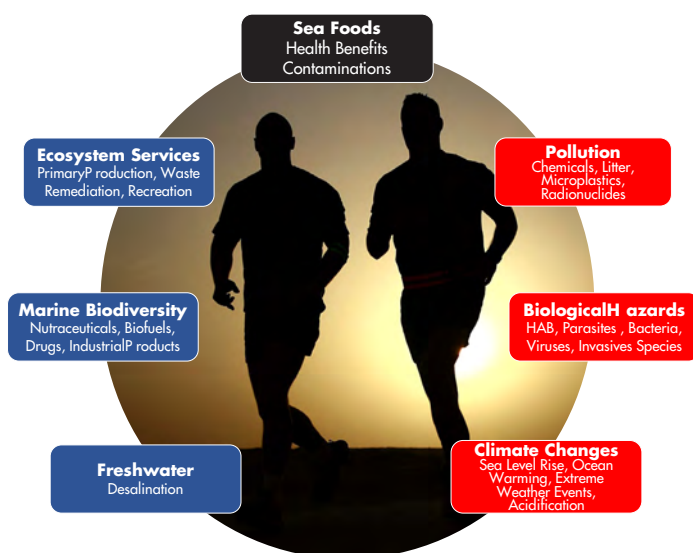 Sea Foods
Health Benefits
Contaminations
Ecosystem Services
PrimaryP roduction, Waste
Remediation, Recreation
Pollution
Chemicals, Litter,
Microplastics,
Radionuclides
Marine Biodiversity
Nutraceuticals, Biofuels,
Drugs, IndustrialP roducts
BiologicalH azards
HAB, Parasites , Bacteria,
Viruses, Invasives Species
Freshwater
Desalination
Climate Changes
Sea Level Rise, Ocean
Warming, Extreme
Weather Events,
Acidification